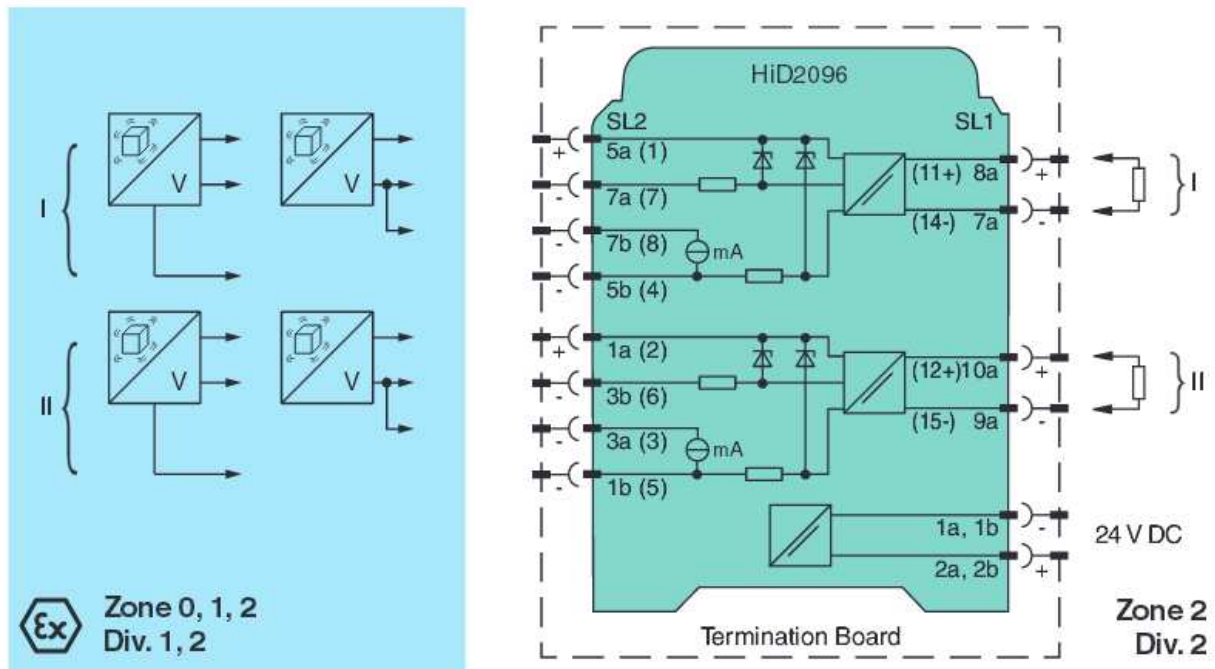 HiD2096
SL2
SL1
+
5a (1)
-
7a (7)
-
7b (8)
mA
-
5b (4)
(11+) 8a
+
(14-) 7a
-
I
V
V
I
+
1a (2)
-
3b (6)
-
3a (3)
mA
-
1b (5)
(12+)10a
+
(15-) 9a
-
II
V
V
II
1a, 1b
-
2a, 2b
+
24 V DC
Ex
Zone 0, 1, 2
Div. 1, 2
Termination Board
Zone 2
Div. 2